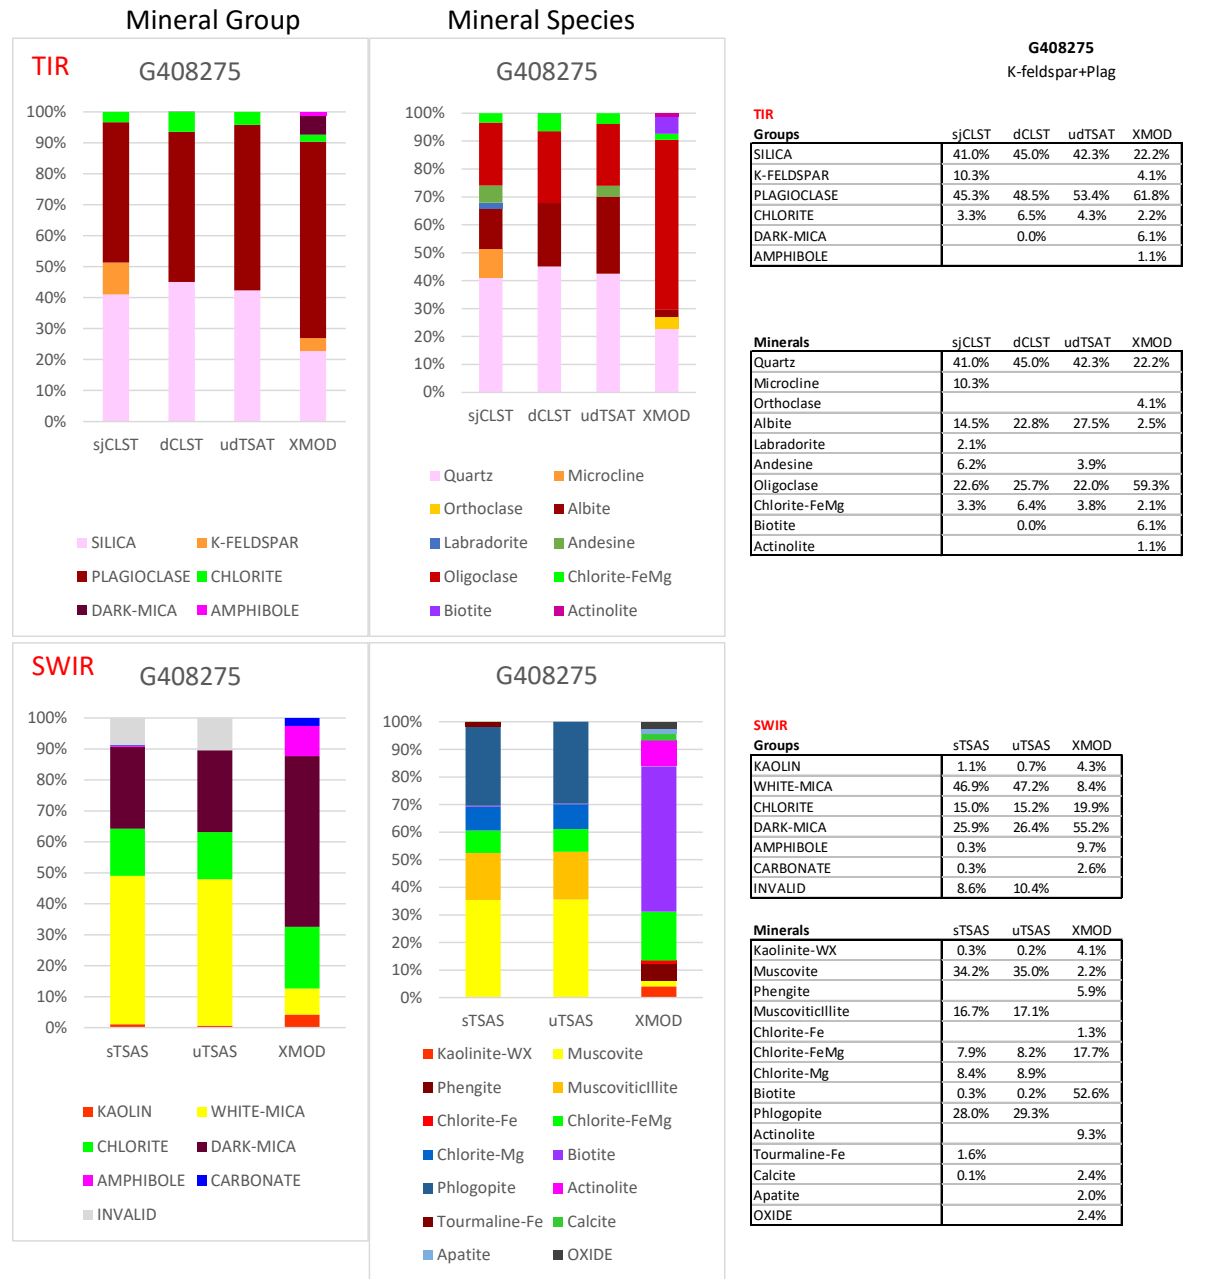 Mineral Group
Mineral Species
TIR
G408275
100%
90%
80%
70%
60%
50%
40%
30%
20%
10%
0%
sjCLST dCLST udTSAT XMOD
SILICA K-FELDSPAR
PLAGIOCLASE CHLORITE
DARK-MICA AMPHIBOLE
G408275
100%
90%
80%
70%
60%
50%
40%
30%
20%
10%
0%
sjCLST dCLST udTSAT XMOD
Quartz Microcline
Orthoclase Albite
Labradorite Andesine
Oligoclase Chlorite-FeMg
Biotite Actinolite
G408275
K-feldspar+Plag
TIR
Groups sjCLST dCLST udTSAT XMOD
SILICA 41.0% 45.0% 42.3% 22.2%
K-FELDSPAR 10.3% 4.1%
PLAGIOCLASE 45.3% 48.5% 53.4% 61.8%
CHLORITE 3.3% 6.5% 4.3% 2.2%
DARK-MICA 0.0% 6.1%
AMPHIBOLE 1.1%
Minerals sjCLST dCLST udTSAT XMOD
Quartz 41.0% 45.0% 42.3% 22.2%
Microcline 10.3%
Orthoclase 4.1%
Albite 14.5% 22.8% 27.5% 2.5%
Labradorite 2.1%
Andesine 6.2% 3.9%
Oligoclase 22.6% 25.7% 22.0% 59.3%
Chlorite-FeMg 3.3% 6.4% 3.8% 2.1%
Biotite 0.0% 6.1%
Actinolite 1.1%
SWIR
G408275
100%
90%
80%
70%
60%
50%
40%
30%
20%
10%
0%
sTSAS uTSAS XMOD
KAOLIN WHITE-MICA
CHLORITE DARK-MICA
AMPHIBOLE CARBONATE
INVALID
G408275
100%
90%
80%
70%
60%
50%
40%
30%
20%
10%
0%
sTSAS uTSAS XMOD
Kaolinite-WX Muscovite
Phengite MuscoviticIllite
Chlorite-Fe Chlorite-FeMg
Chlorite-Mg Biotite
Phlogopite Actinolite
Tourmaline-Fe Calcite
Apatite OXIDE
SWIR
Groups sTSAS uTSAS XMOD
KAOLIN 1.1% 0.7% 4.3%
WHITE-MICA 46.9% 47.2% 8.4%
CHLORITE 15.0% 15.2% 19.9%
DARK-MICA 25.9% 26.4% 55.2%
AMPHIBOLE 0.3% 9.7%
CARBONATE 0.3% 2.6%
INVALID 8.6% 10.4%
Minerals sTSAS uTSAS XMOD
Kaolinite-WX 0.3% 0.2% 4.1%
Muscovite 34.2% 35.0% 2.2%
Phengite 5.9%
MuscoviticIllite 16.7% 17.1%
Chlorite-Fe 1.3%
Chlorite-FeMg 7.9% 8.2% 17.7%
Chlorite-Mg 8.4% 8.9%
Biotite 0.3% 0.2% 52.6%
Phlogopite 28.0% 29.3%
Actinolite 9.3%
Tourmaline-Fe 1.6%
Calcite 0.1% 2.4%
Apatite 2.0%
OXIDE 2.4%